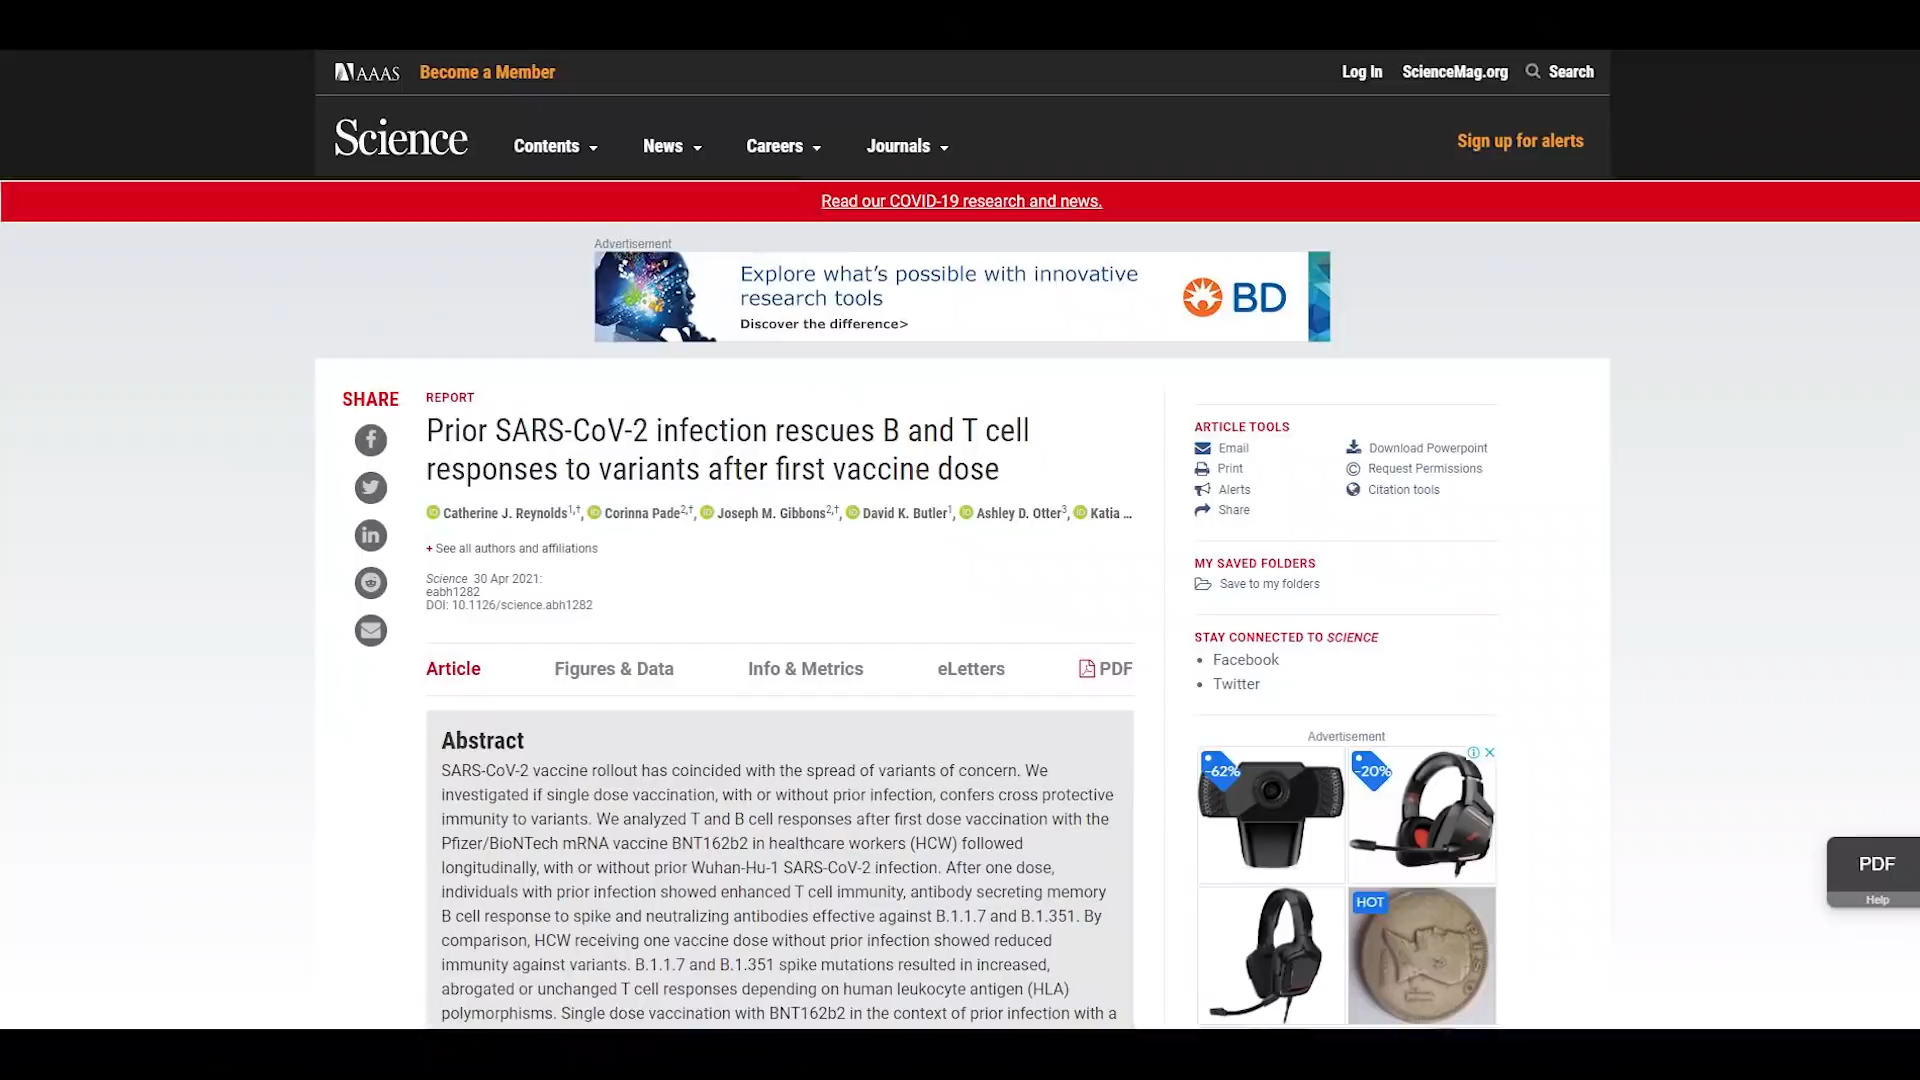 AAAS Become a Member Log In ScienceMag.org Search
Science Contents News Careers Journals Sign up for alerts
Read our COVID-19 research and news.
Advertisement
Explore what's possible with innovative
research tools
Discover the difference>
BD
SHARE
REPORT
Prior SARS-CoV-2 infection rescues B and T cell
responses to variants after first vaccine dose
Catherine J. Reynolds1,†, Corinna Pade2,†, Joseph M. Gibbons2,†, David K. Butler1, Ashley D. Otter3, Katia ...
+ See all authors and affiliations
Science 30 Apr 2021:
eabh1282
DOI: 10.1126/science.abh1282
Article Figures & Data Info & Metrics eLetters PDF
Abstract
SARS-CoV-2 vaccine rollout has coincided with the spread of variants of concern. We
investigated if single dose vaccination, with or without prior infection, confers cross protective
immunity to variants. We analyzed T and B cell responses after first dose vaccination with the
Pfizer/BioNTech mRNA vaccine BNT162b2 in healthcare workers (HCW) followed
longitudinally, with or without prior Wuhan-Hu-1 SARS-CoV-2 infection. After one dose,
individuals with prior infection showed enhanced T cell immunity, antibody secreting memory
B cell response to spike and neutralizing antibodies effective against B.1.1.7 and B.1.351. By
comparison, HCW receiving one vaccine dose without prior infection showed reduced
immunity against variants. B.1.1.7 and B.1.351 spike mutations resulted in increased,
abrogated or unchanged T cell responses depending on human leukocyte antigen (HLA)
polymorphisms. Single dose vaccination with BNT162b2 in the context of prior infection with a
ARTICLE TOOLS
Email Download Powerpoint
Print Request Permissions
Alerts Citation tools
Share
MY SAVED FOLDERS
Save to my folders
STAY CONNECTED TO SCIENCE
Facebook
Twitter
Advertisement
-62% -20%
HOT
PDF
Help